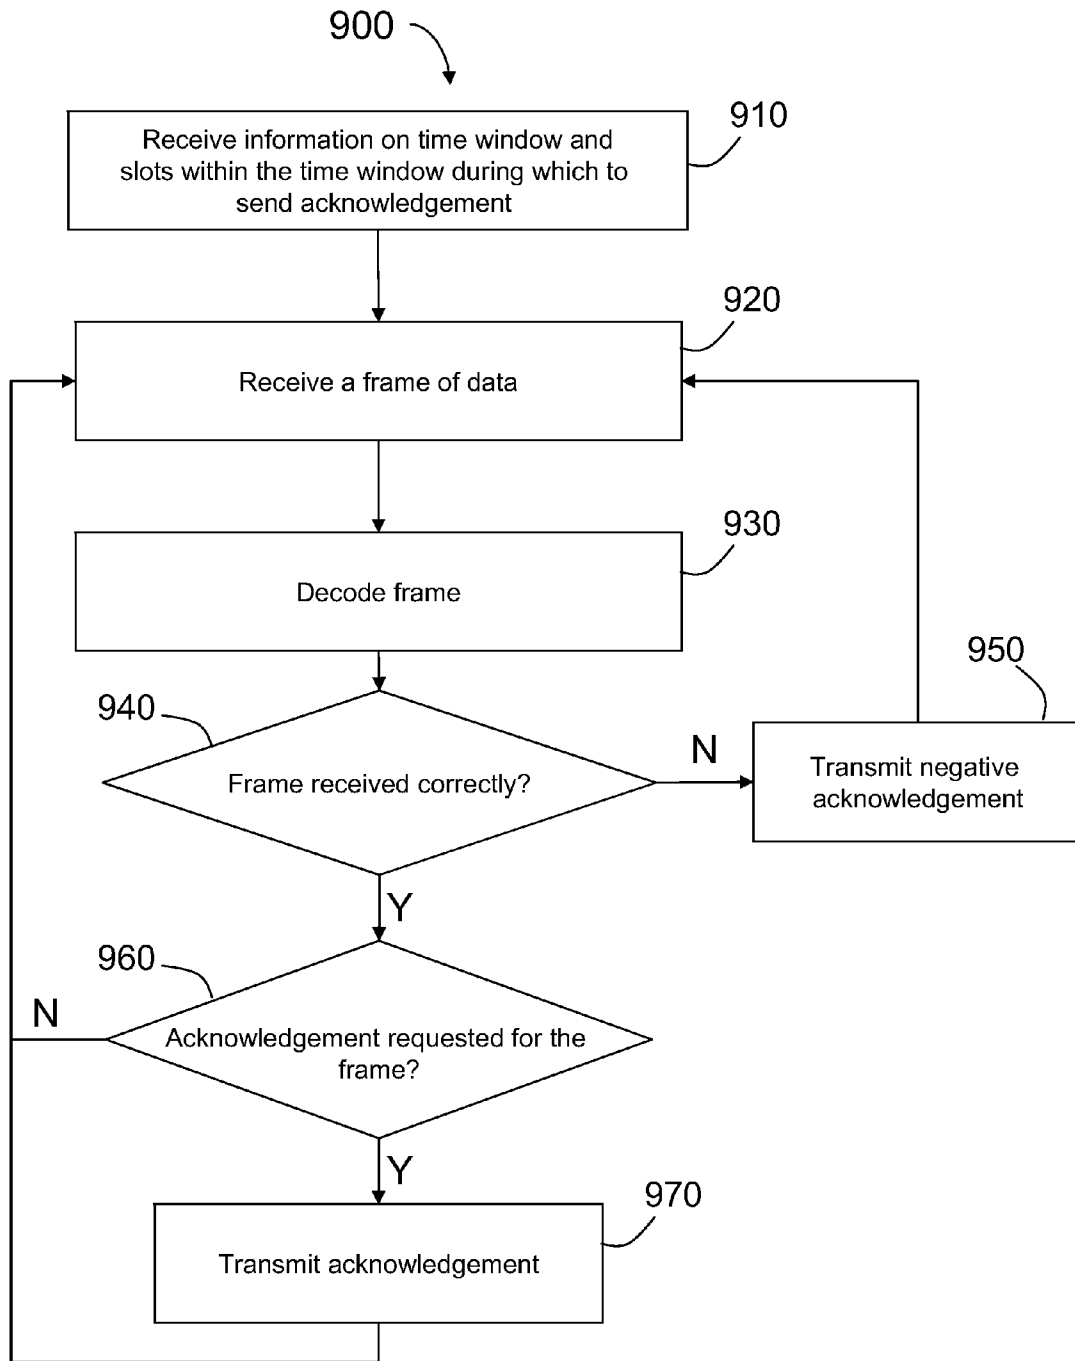 900
910
Receive information on time window and
slots within the time window during which to
send acknowledgement
920
Receive a frame of data
930
Decode frame
940
950
Frame received correctly?
N
Transmit negative
acknowledgement
Y
960
N
Acknowledgement requested for the
frame?
Y
970
Transmit acknowledgement